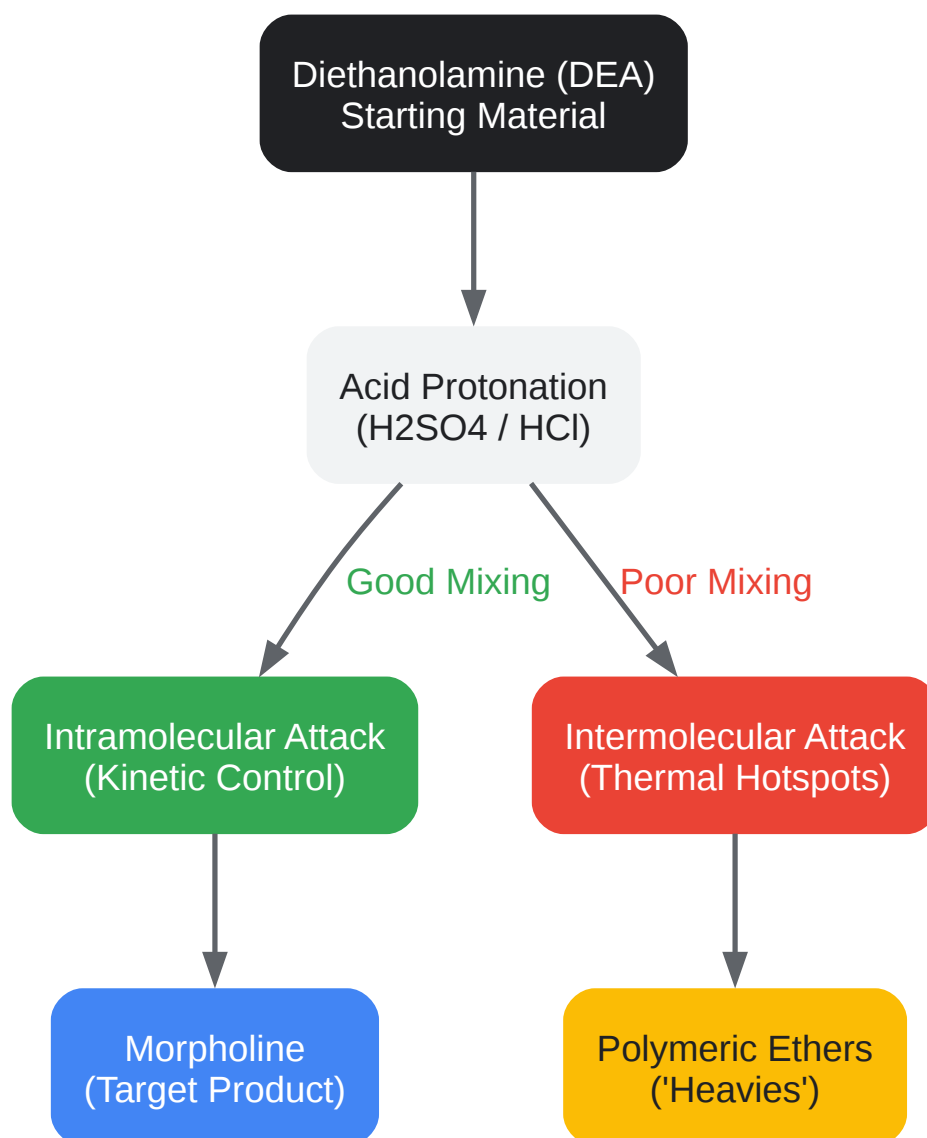 Diethanolamine (DEA)
Starting Material
Acid Protonation
(H2SO4 / HCl)
Good Mixing
Poor Mixing
Intramolecular Attack
(Kinetic Control)
Intermolecular Attack
(Thermal Hotspots)
Morpholine
(Target Product)
Polymeric Ethers
('Heavies')